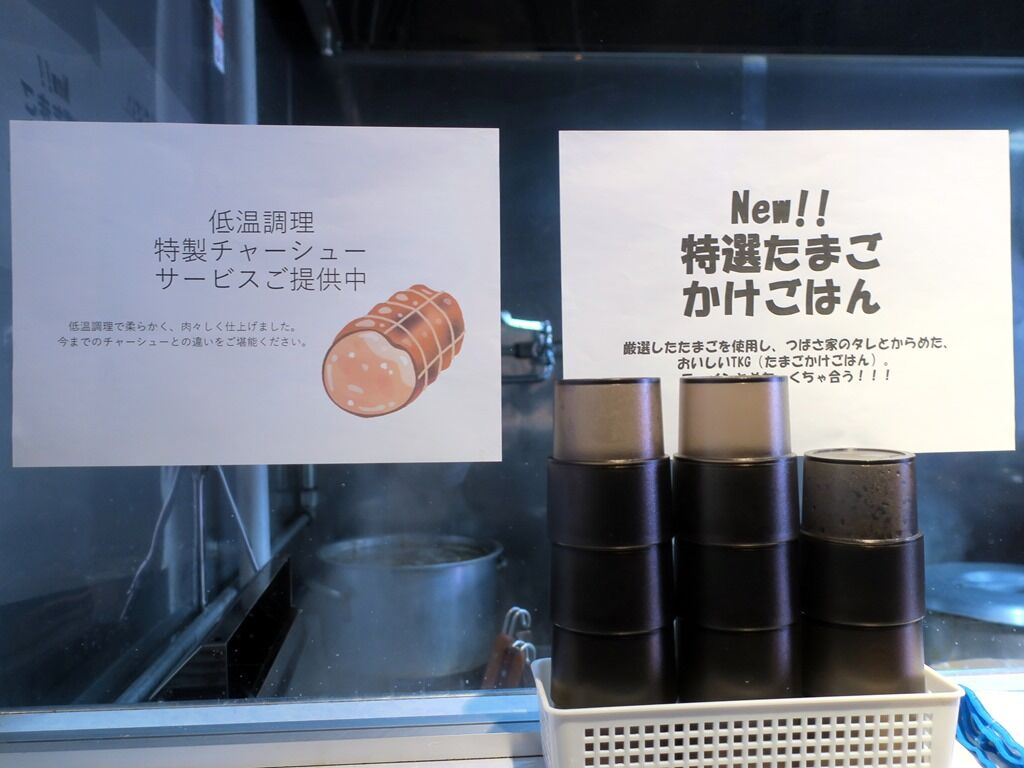 低温調理
特製チャーシュー
サービスご提供中
低温調理で柔らかく、肉々しく仕上げました。
今までのチャーシューとの違いをご堪能ください。
New!!
特選たまご
かけごはん
厳選したたまごを使用し、つばさ家のタレとからめた、
おいしいTKG（たまごかけごはん）。
くちゃ合う！！！